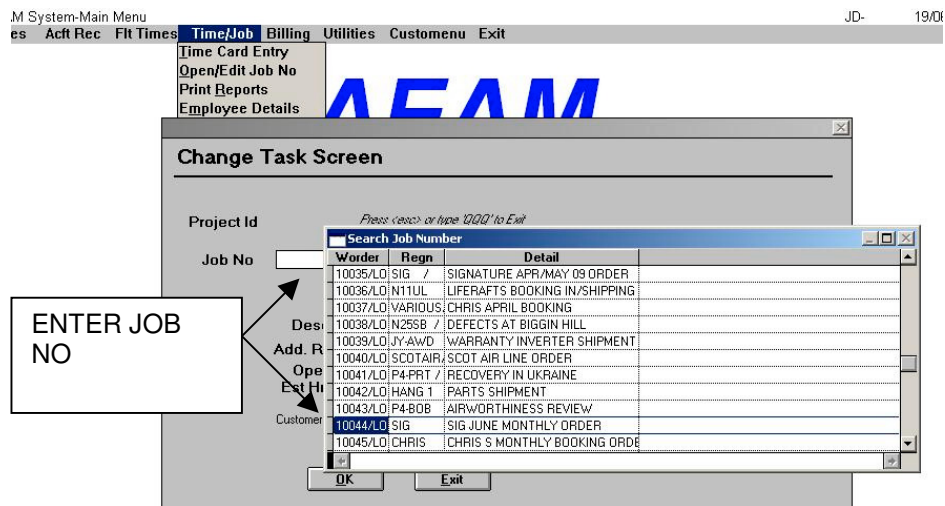 .M System-Main Menu JD- 19/06
es Acft Rec Flt Times Time/Job Billing Utilities Customenu Exit
Time Card Entry
Open/Edit Job No
Print Reports
Employee Details
AEAM
Change Task Screen
Project Id Press <esc> or type 'QQQ' to Exit
Search Job Number
Job No
Worder Regn Detail
10035/LO SIG / SIGNATURE APR/MAY 09 ORDER
10036/LO N11UL LIFERAFTS BOOKING IN/SHIPPING
10037/LO VARIOUS, CHRIS APRIL BOOKING
10038/LO N25SB / DEFECTS AT BIGGIN HILL
10039/LO JY-AWD WARRANTY INVERTER SHIPMENT
10040/LO SCOTAIR/ SCOT AIR LINE ORDER
10041/LO P4-PRT / RECOVERY IN UKRAINE
10042/LO HANG 1 PARTS SHIPMENT
10043/LO P4-BOB AIRWORTHINESS REVIEW
10044/LO SIG SIG JUNE MONTHLY ORDER
10045/LO CHRIS CHRIS S MONTHLY BOOKING ORDE
ENTER JOB
NO
Desc
Add. R
Ope
Est Hr
Customer
OK Exit